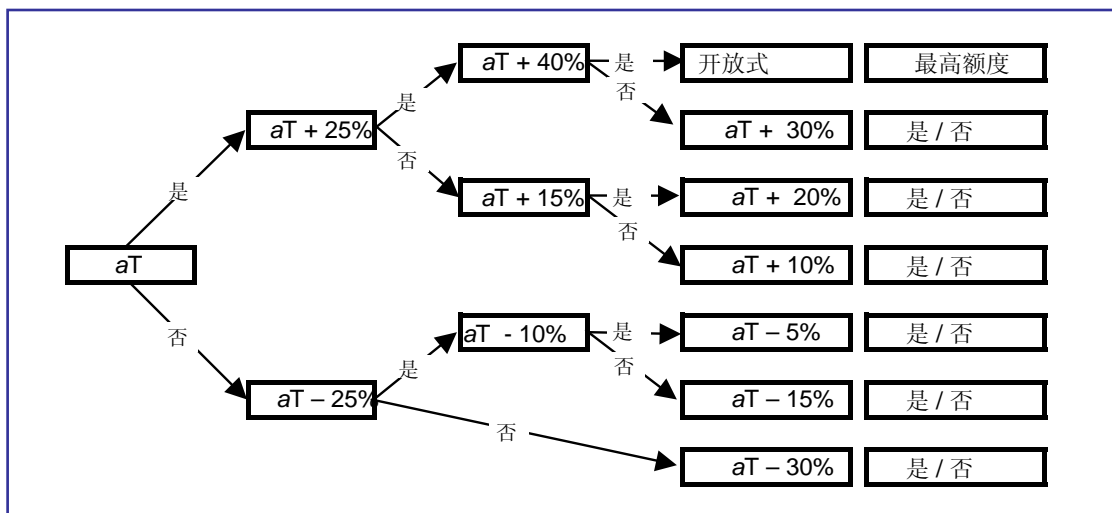 aT + 40% 是 开放式 最高额度
是 否
aT + 25% aT + 30% 是 / 否
否
是 aT + 15% 是 aT + 20% 是 / 否
否
aT aT + 10% 是 / 否
否 aT - 10% 是 aT – 5% 是 / 否
是 否
aT – 25% aT – 15% 是 / 否
否
aT – 30% 是 / 否